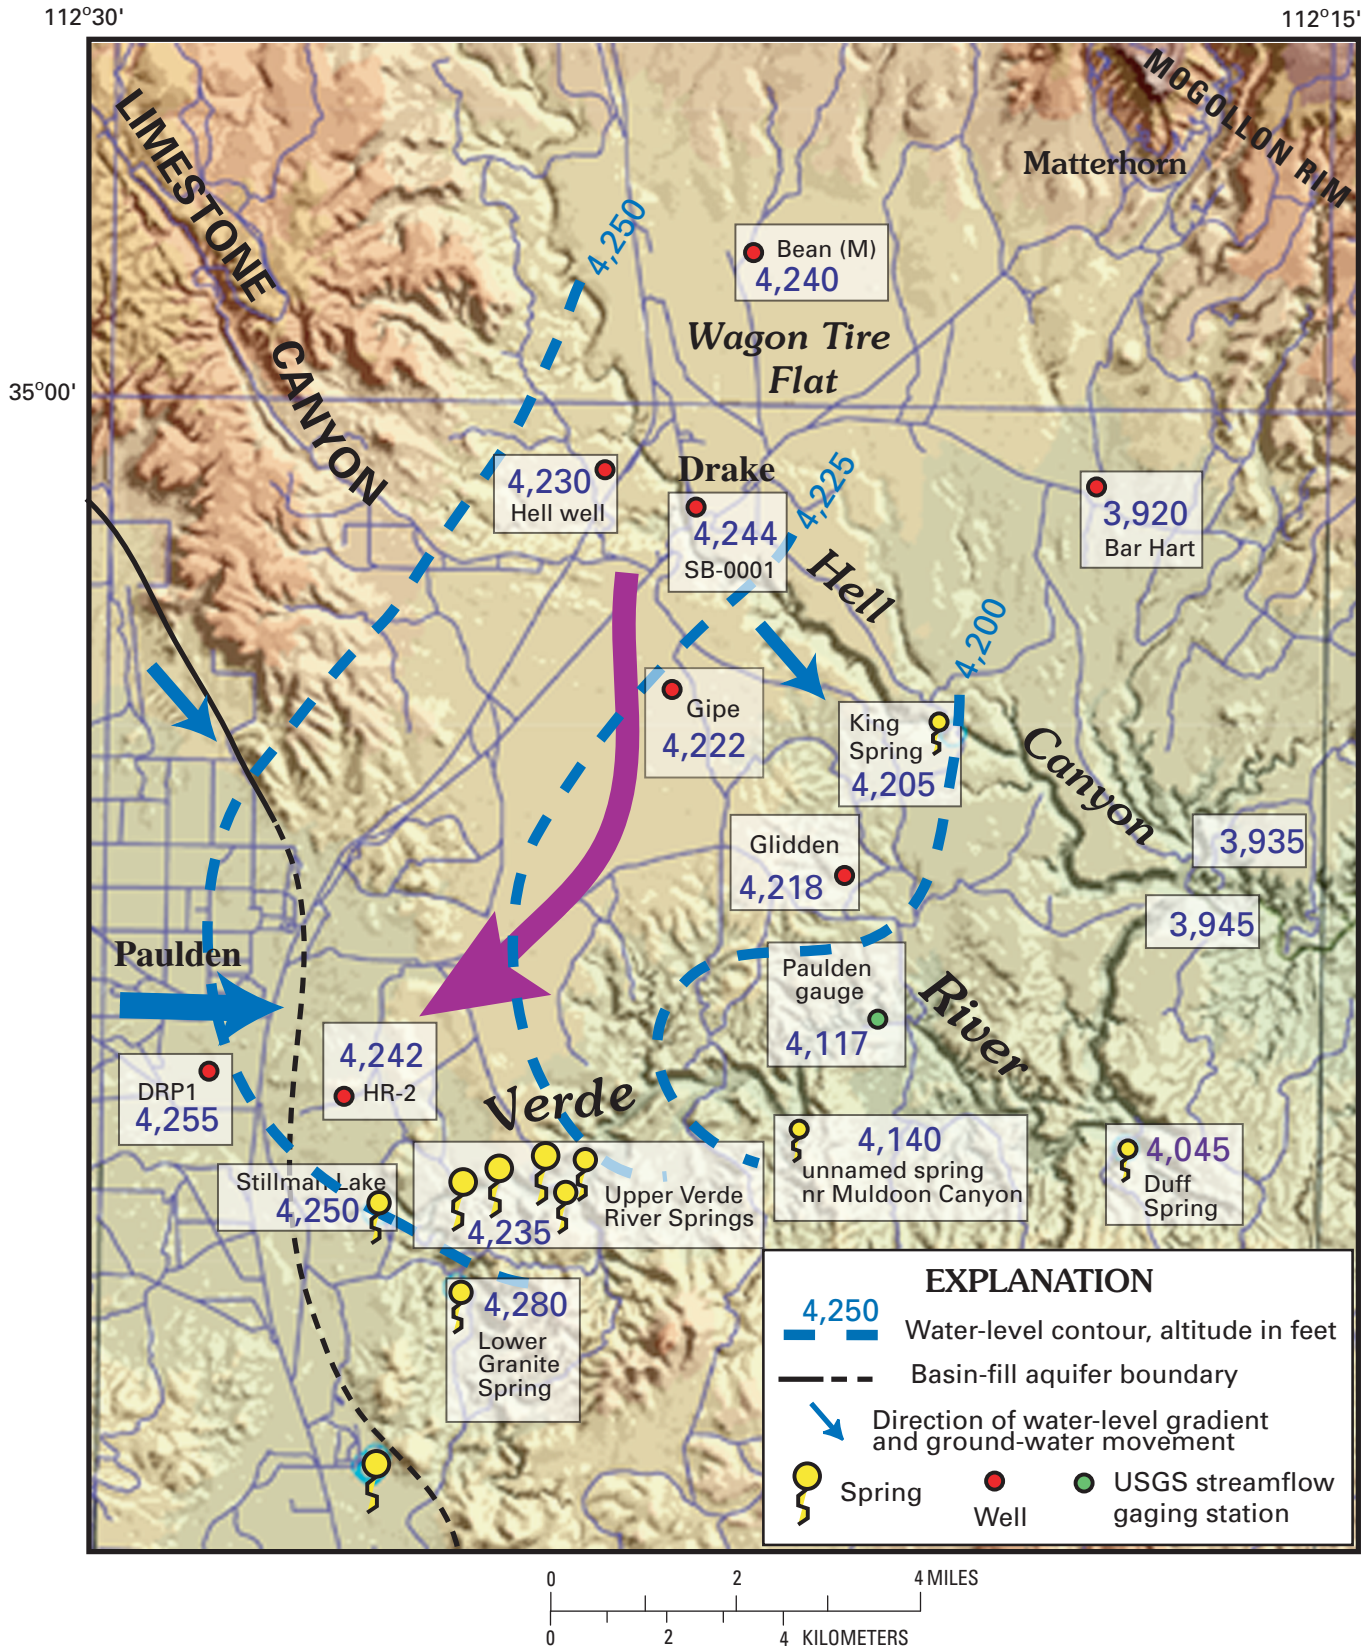 112°30'
112°15'
MOGOLLON RIM
LIMESTONE
CANYON
Matterhorn
4,250
Bean (M)
4,240
Wagon Tire
Flat
35°00'
Drake
4,230
Hell well
4,225
4,244
SB-0001
3,920
Bar Hart
Hell
Canyon
4,200
Gipe
4,222
King
Spring
4,205
Glidden
4,218
3,935
3,945
Paulden
Paulden
gauge
4,117
River
4,242
HR-2
DRP1
4,255
Verde
4,140
unnamed spring
nr Muldoon Canyon
4,045
Duff
Spring
Stillman Lake
4,250
Upper Verde
River Springs
4,235
4,280
Lower
Granite
Spring
EXPLANATION
4,250
Water-level contour, altitude in feet
Basin-fill aquifer boundary
Direction of water-level gradient
and ground-water movement
Spring
Well
USGS streamflow
gaging station
0 2 4 MILES
0 2 4 KILOMETERS